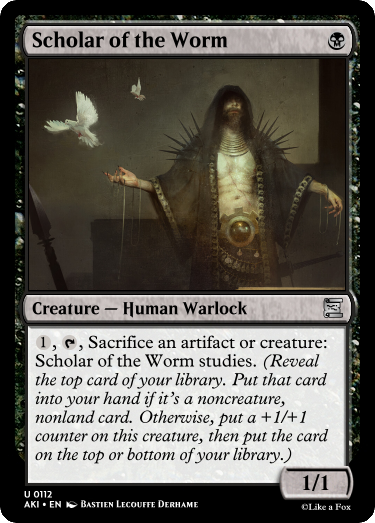 Scholar of the Worm
Creature — Human Warlock
1, Sacrifice an artifact or creature:
Scholar of the Worm studies. (Reveal
the top card of your library. Put that card
into your hand if it's a noncreature,
nonland card. Otherwise, put a +1/+1
counter on this creature, then put the card
on the top or bottom of your library.)
1/1
U 0112
AKI • EN Bastien Lecouffe Deharme
©Like a Fox